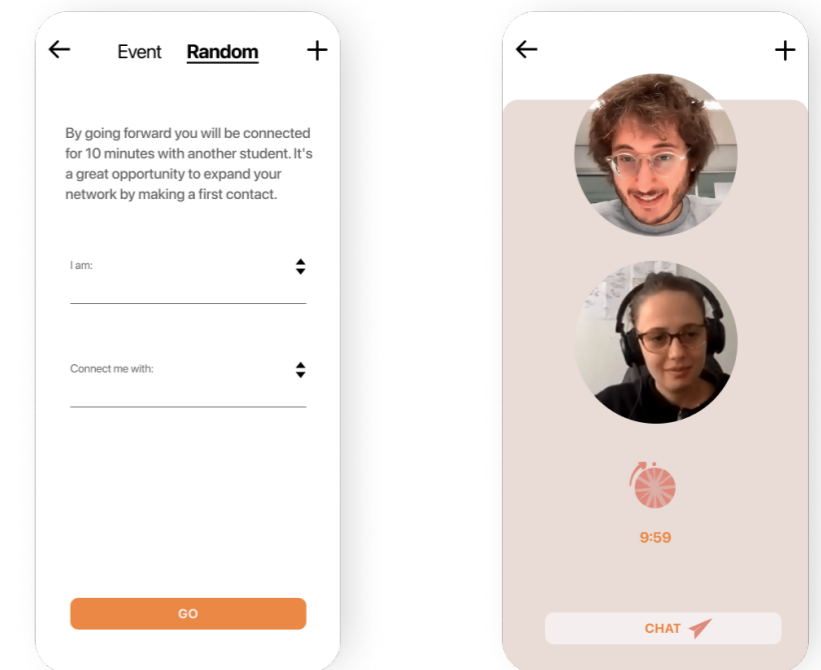 Event Random
By going forward you will be connected
for 10 minutes with another student. It's
a great opportunity to expand your
network by making a first contact.
I am:
Connect me with:
GO
9:59
CHAT